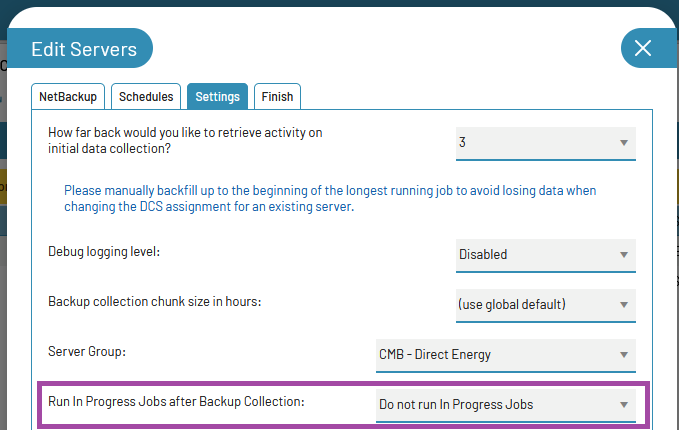 Edit Servers
NetBackup
Schedules
Settings
Finish
How far back would you like to retrieve activity on
initial data collection?
3
Please manually backfill up to the beginning of the longest running job to avoid losing data when
changing the DCS assignment for an existing server.
Debug logging level:
Disabled
Backup collection chunk size in hours:
(use global default)
Server Group:
CMB - Direct Energy
Run In Progress Jobs after Backup Collection:
Do not run In Progress Jobs